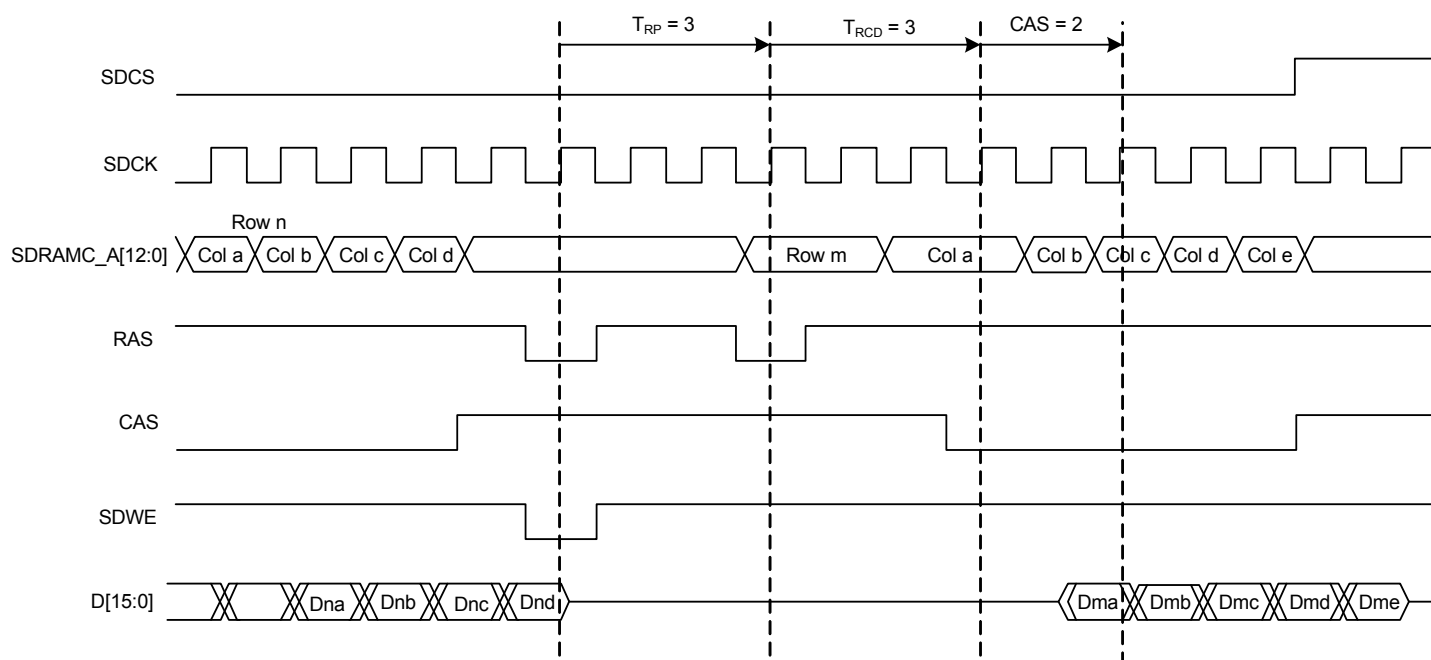 T_RP = 3 T_RCD = 3 CAS = 2
SDCS
SDCK
Row n
SDRAMC_A[12:0] Col a Col b Col c Col d Row m Col a Col b Col c Col d Col e
RAS
CAS
SDWE
D[15:0] Dna Dnb Dnc Dnd Dma Dmb Dmc Dmd Dme